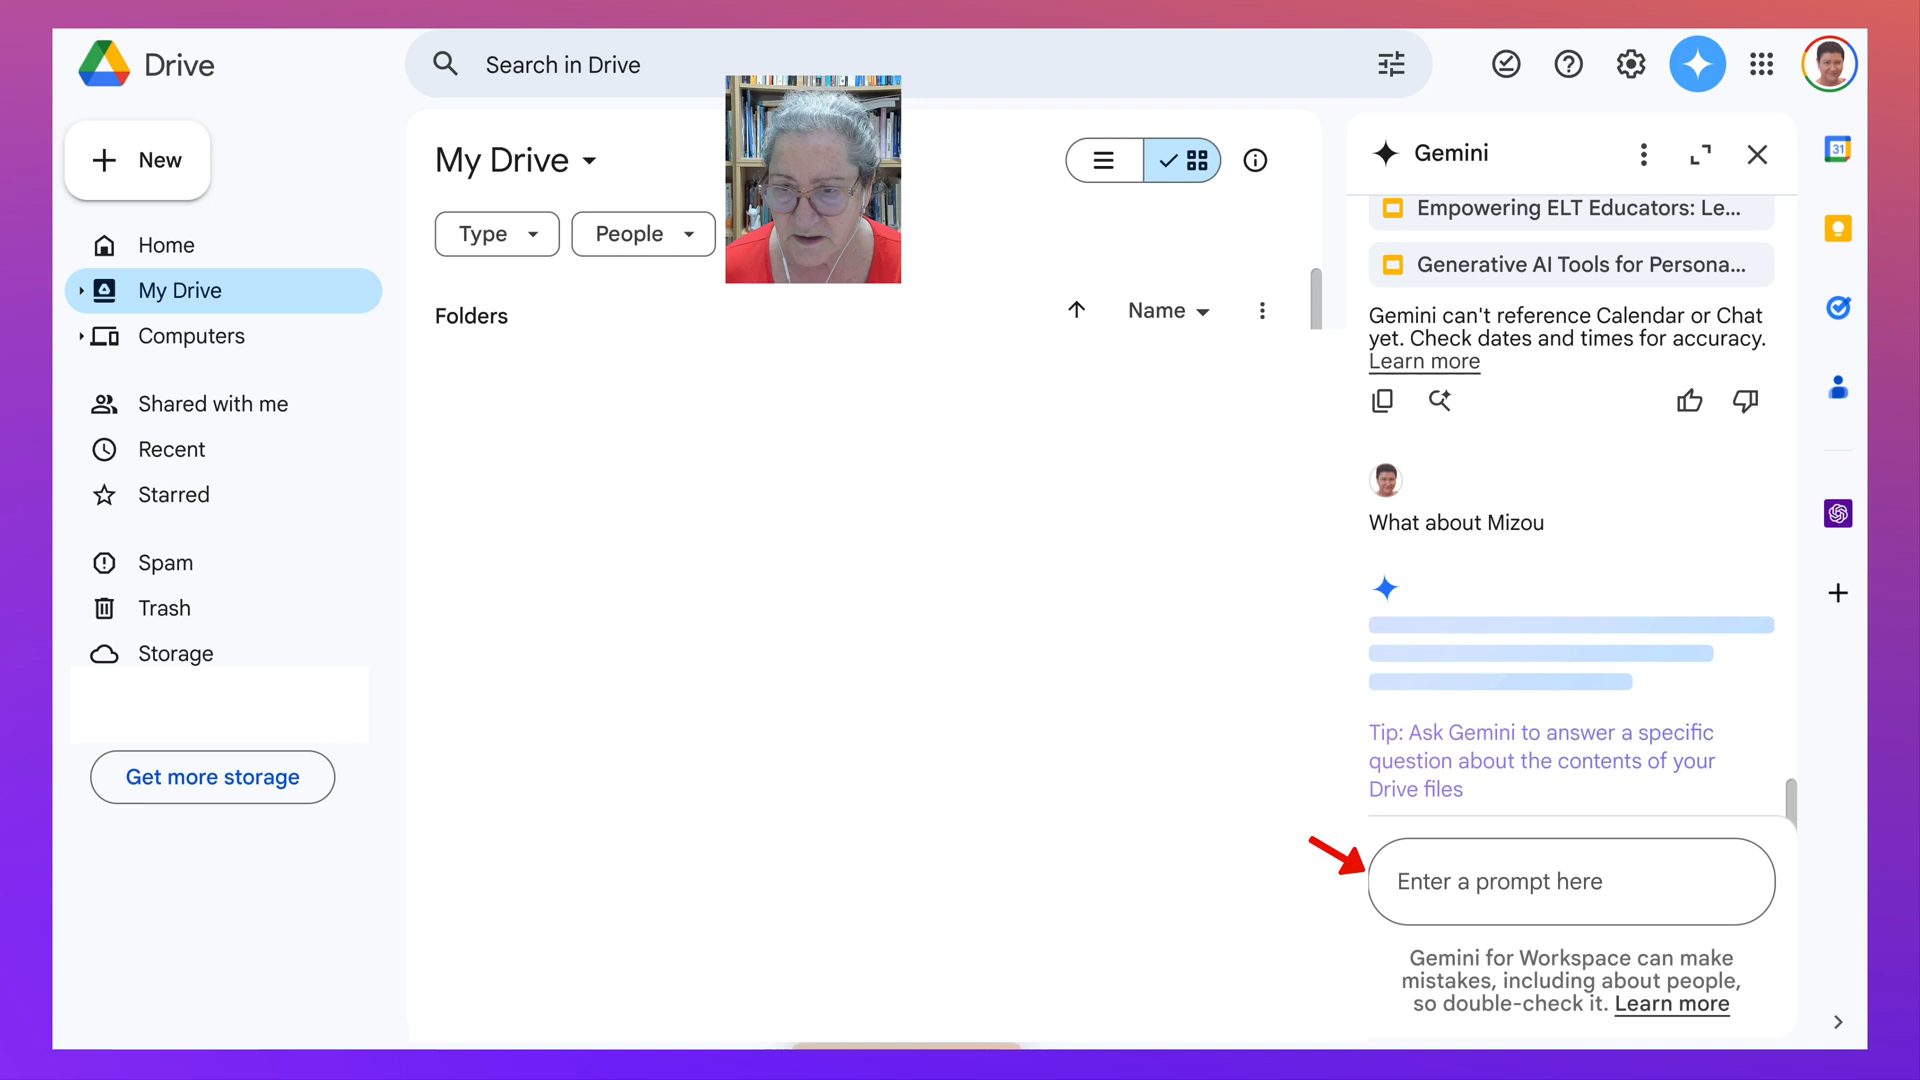 Drive
Search in Drive
New
Home
My Drive
Computers
Shared with me
Recent
Starred
Spam
Trash
Storage
Get more storage
My Drive
Type
People
Folders
Name
Gemini
Empowering ELT Educators: Le...
Generative AI Tools for Persona...
Gemini can't reference Calendar or Chat
yet. Check dates and times for accuracy.
Learn more
What about Mizou
Tip: Ask Gemini to answer a specific
question about the contents of your
Drive files
Enter a prompt here
Gemini for Workspace can make
mistakes, including about people,
so double-check it. Learn more
31